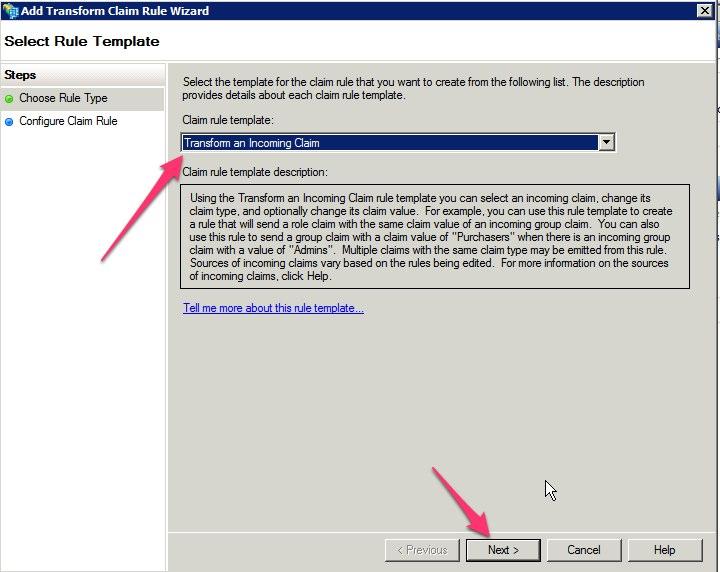 Add Transform Claim Rule Wizard
Select Rule Template
Steps
Choose Rule Type
Configure Claim Rule
Select the template for the claim rule that you want to create from the following list. The description
provides details about each claim rule template.
Claim rule template:
Transform an Incoming Claim
Claim rule template description:
Using the Transform an Incoming Claim rule template you can select an incoming claim, change its
claim type, and optionally change its claim value. For example, you can use this rule template to create
a rule that will send a role claim with the same claim value of an incoming group claim. You can also
use this rule to send a group claim with a claim value of "Purchasers" when there is an incoming group
claim with a value of "Admins". Multiple claims with the same claim type may be emitted from this rule.
Sources of incoming claims vary based on the rules being edited. For more information on the sources
of incoming claims, click Help.
Tell me more about this rule template...
< Previous
Next >
Cancel
Help